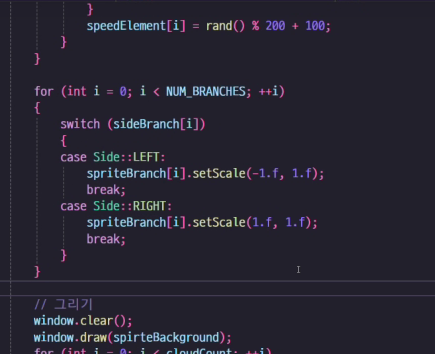 }
speedElement[i] = rand() % 200 + 100;
}
}
for (int i = 0; i < NUM_BRANCHES; ++i)
{
switch (sideBranch[i])
{
case Side::LEFT:
spriteBranch[i].setScale(-1.f, 1.f);
break;
case Side::RIGHT:
spriteBranch[i].setScale(1.f, 1.f);
break;
}
}
// 그리기
window.clear();
window.draw(spirteBackground);
for (int i = 0; i < cloudCount; ++i)